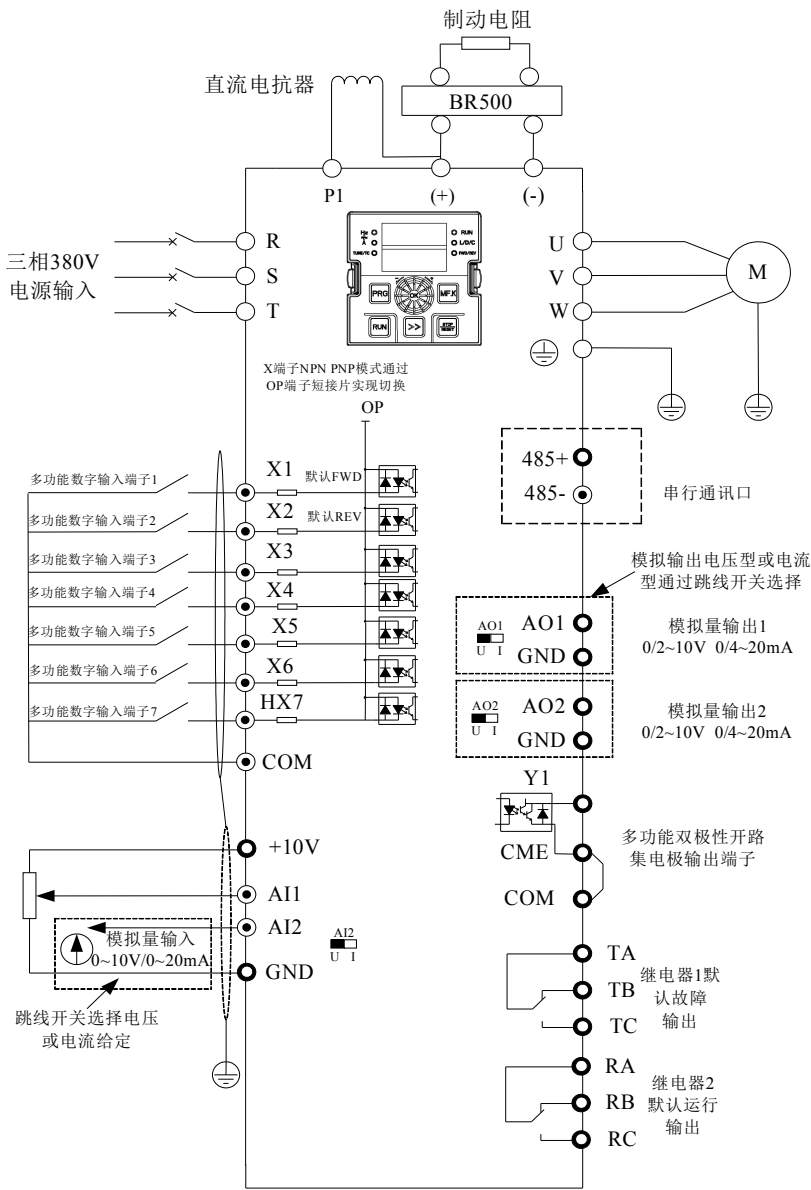 制动电阻
直流电抗器
BR500
P1
(+)
(-)
三相380V
电源输入
R
S
T
Hz
A
TUNE/TC
RUN
L/D/C
FWD/REV
PRG
OK
MF.K
RUN
>>
STOP
RESET
U
V
W
M
X端子NPN PNP模式通过
OP端子短接片实现切换
OP
多功能数字输入端子1
X1
默认FWD
多功能数字输入端子2
X2
默认REV
多功能数字输入端子3
X3
多功能数字输入端子4
X4
多功能数字输入端子5
X5
多功能数字输入端子6
X6
多功能数字输入端子7
HX7
COM
485+
485-
串行通讯口
模拟输出电压型或电流
型通过跳线开关选择
AO1
U I
AO1
GND
模拟量输出1
0/2~10V 0/4~20mA
AO2
U I
AO2
GND
模拟量输出2
0/2~10V 0/4~20mA
Y1
CME
COM
多功能双极性开路
集电极输出端子
+10V
AI1
AI2
GND
AI2
U I
模拟量输入
0~10V/0~20mA
跳线开关选择电压
或电流给定
TA
TB
TC
继电器1默
认故障
输出
RA
RB
RC
继电器2
默认运行
输出